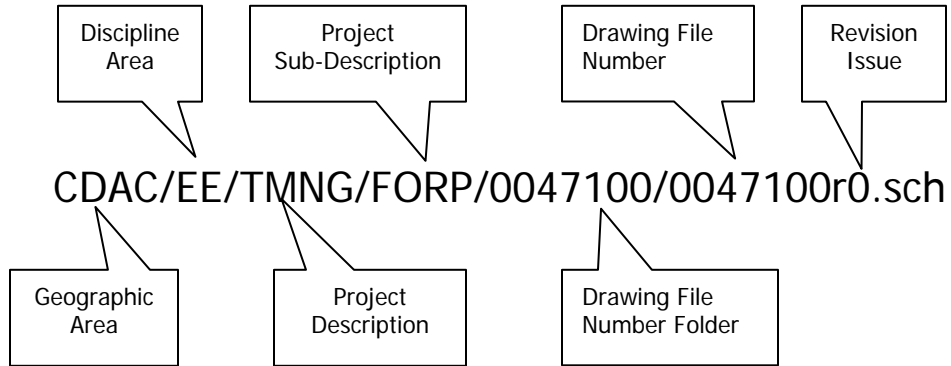 Discipline
Area
Project
Sub-Description
Drawing File
Number
Revision
Issue
CDAC/EE/TMNG/FORP/0047100/0047100r0.sch
Geographic
Area
Project
Description
Drawing File
Number Folder